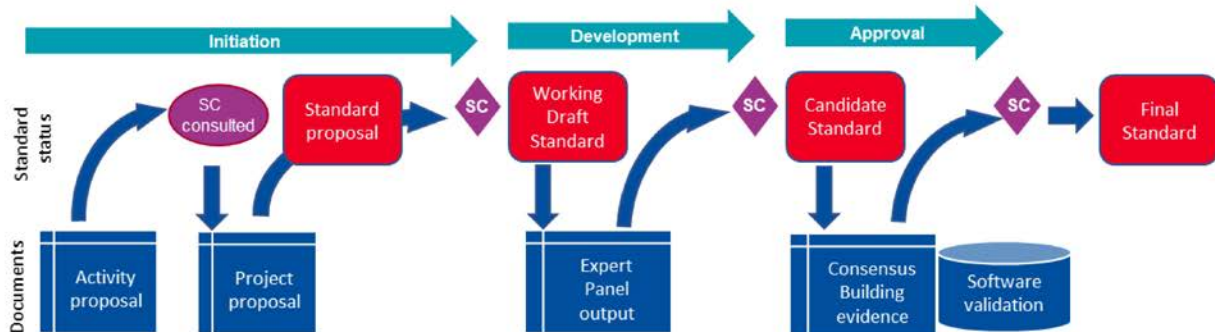 Initiation
Development
Approval
Standard
status
SC
consulted
Standard
proposal
SC
Working
Draft
Standard
SC
Candidate
Standard
SC
Final
Standard
Documents
Activity
proposal
Project
proposal
Expert
Panel
output
Consensus
Building
evidence
Software
validation